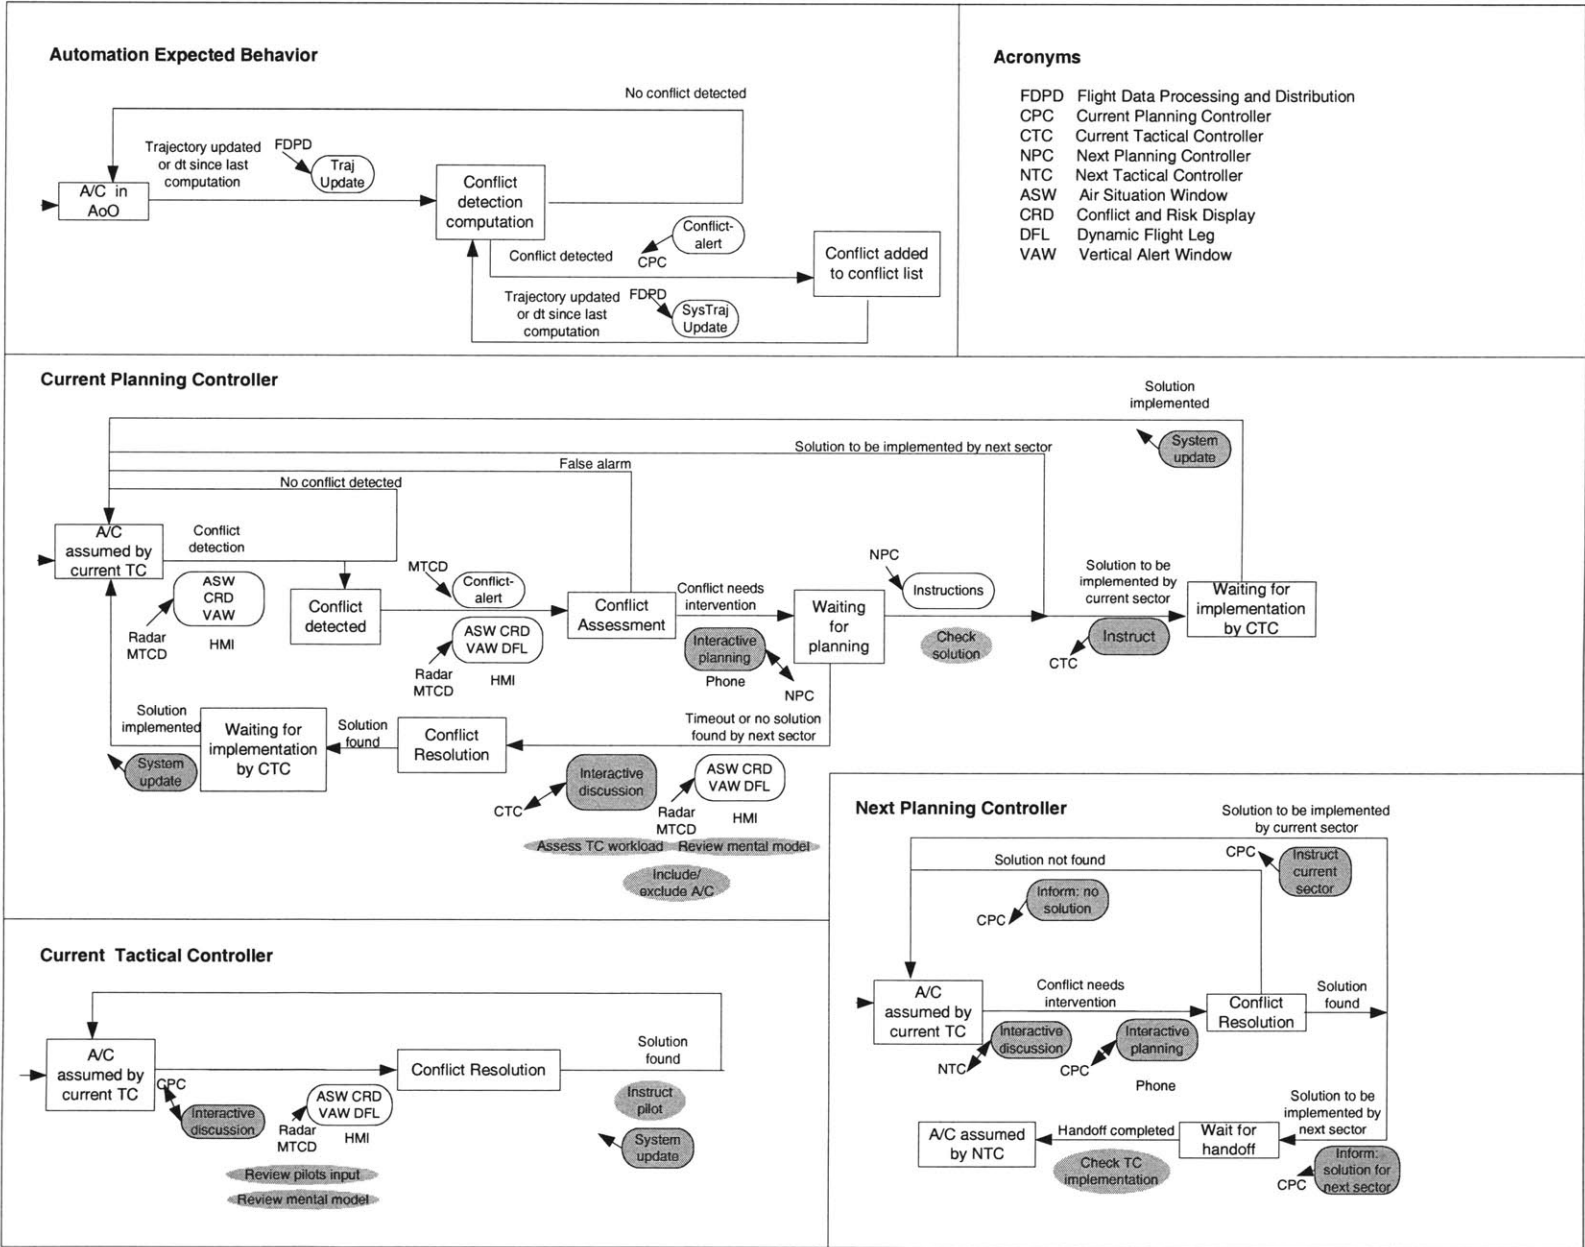 Automation Expected Behavior
No conflict detected
Trajectory updated
or dt since last
computation
FDPD
Traj
Update
A/C in
AoO
Conflict
detection
computation
Conflict detected
Conflict-
alert
CPC
Conflict added
to conflict list
Trajectory updated
or dt since last
computation
FDPD
SysTraj
Update
Acronyms
FDPD Flight Data Processing and Distribution
CPC Current Planning Controller
CTC Current Tactical Controller
NPC Next Planning Controller
NTC Next Tactical Controller
ASW Air Situation Window
CRD Conflict and Risk Display
DFL Dynamic Flight Leg
VAW Vertical Alert Window
Current Planning Controller
Solution
implemented
System
update
Solution to be implemented by next sector
False alarm
No conflict detected
A/C
assumed by
current TC
Conflict
detection
ASW
CRD
VAW
Radar
MTCD
HMI
Conflict
detected
MTCD
Conflict-
alert
ASW CRD
VAW DFL
Radar
MTCD
HMI
Conflict
Assessment
Conflict needs
intervention
Interactive
planning
Phone
NPC
Waiting
for
planning
NPC
Instructions
Check
solution
Solution to be
implemented by
current sector
Instruct
CTC
Waiting for
implementation
by CTC
Timeout or no solution
found by next sector
Conflict
Resolution
Solution
found
Waiting for
implementation
by CTC
Solution
implemented
System
update
CTC
Interactive
discussion
ASW CRD
VAW DFL
Radar
MTCD
HMI
Assess TC workload
Review mental model
Include/
exclude A/C
Next Planning Controller
Solution to be implemented
by current sector
CPC
Instruct
current
sector
Solution not found
Inform: no
solution
CPC
A/C
assumed by
current TC
Conflict needs
intervention
Interactive
discussion
NTC
Interactive
planning
CPC
Phone
Conflict
Resolution
Solution
found
Solution to be
implemented by
next sector
Inform:
solution for
next sector
CPC
Wait for
handoff
Handoff completed
Check TC
implementation
A/C assumed
by NTC
Current Tactical Controller
A/C
assumed by
current TC
CPC
Interactive
discussion
ASW CRD
VAW DFL
Radar
MTCD
HMI
Review pilots input
Review mental model
Conflict Resolution
Solution
found
Instruct
pilot
System
update